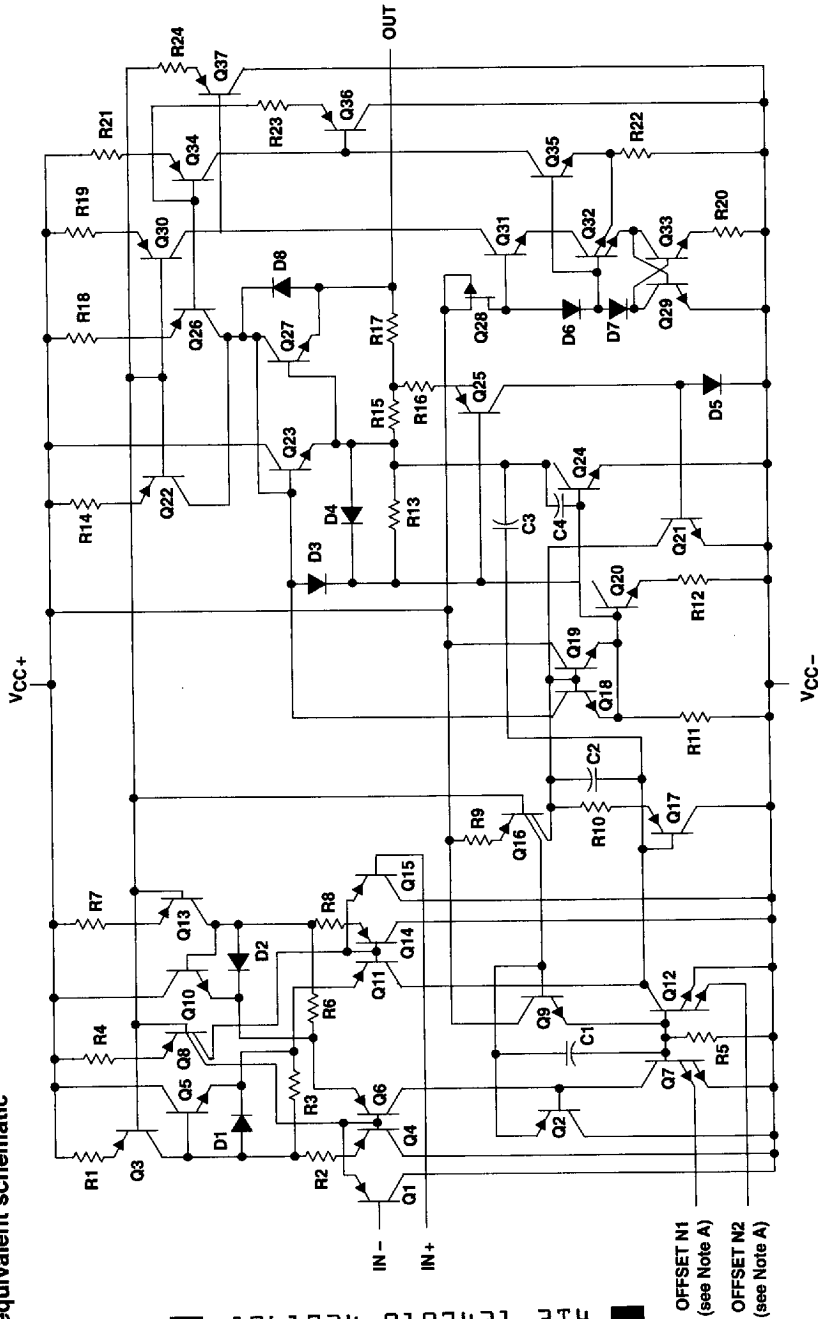 equivalent schematic
VCC+
R1
R4
R7
R14
R18
R19
R21
R24
Q3
Q5
Q8
Q10
Q13
Q22
Q26
Q30
Q34
Q37
D1
D2
R23
Q36
D8
Q27
Q23
OUT
R2
R3
R6
R8
D3
D4
R13
R15
R17
R16
Q1
Q4
Q6
Q11
Q14
Q15
R9
Q16
Q25
Q28
Q31
Q35
IN –
IN +
C3
C4
Q24
D6
Q32
R22
Q2
C1
Q9
C2
R10
Q18
Q19
Q20
Q21
D5
D7
Q29
Q33
R20
Q7
R5
Q12
Q17
R11
R12
OFFSET N1
(see Note A)
OFFSET N2
(see Note A)
VCC–